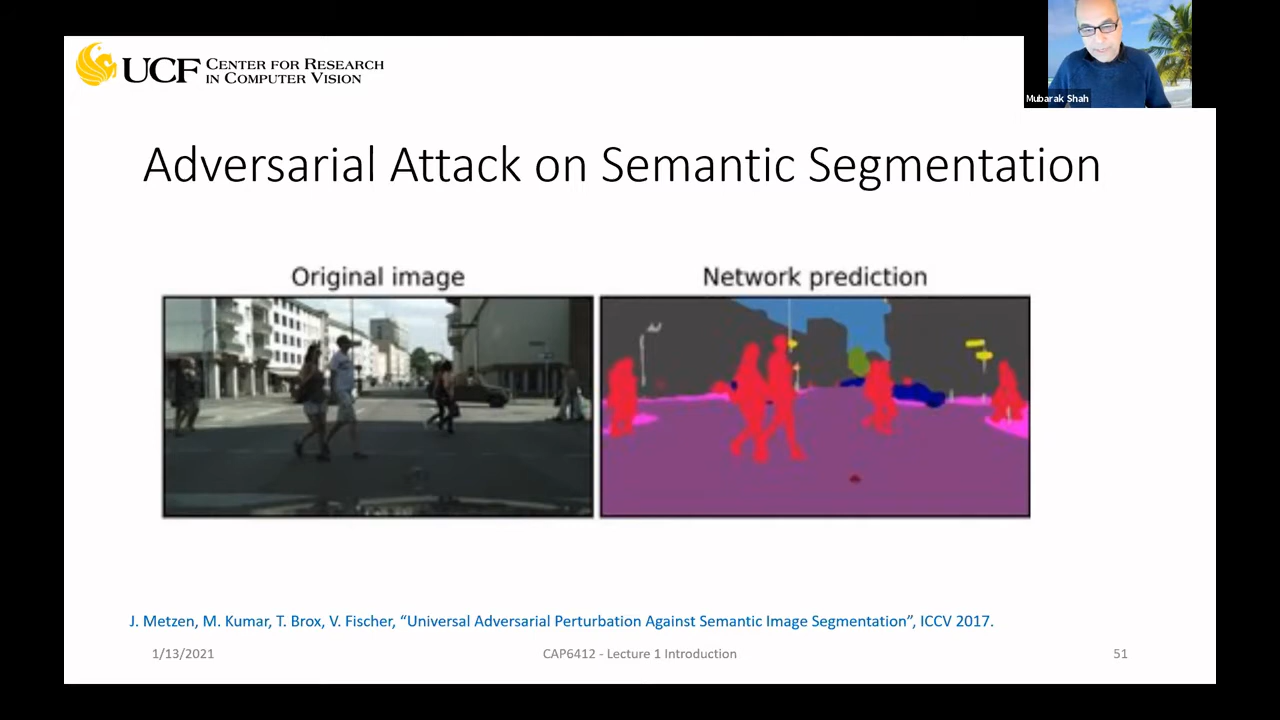 UCF CENTER FOR RESEARCH
IN COMPUTER VISION
Mubarak Shah
Adversarial Attack on Semantic Segmentation
Original image
Network prediction
J. Metzen, M. Kumar, T. Brox, V. Fischer, “Universal Adversarial Perturbation Against Semantic Image Segmentation”, ICCV 2017.
1/13/2021
CAP6412 - Lecture 1 Introduction
51